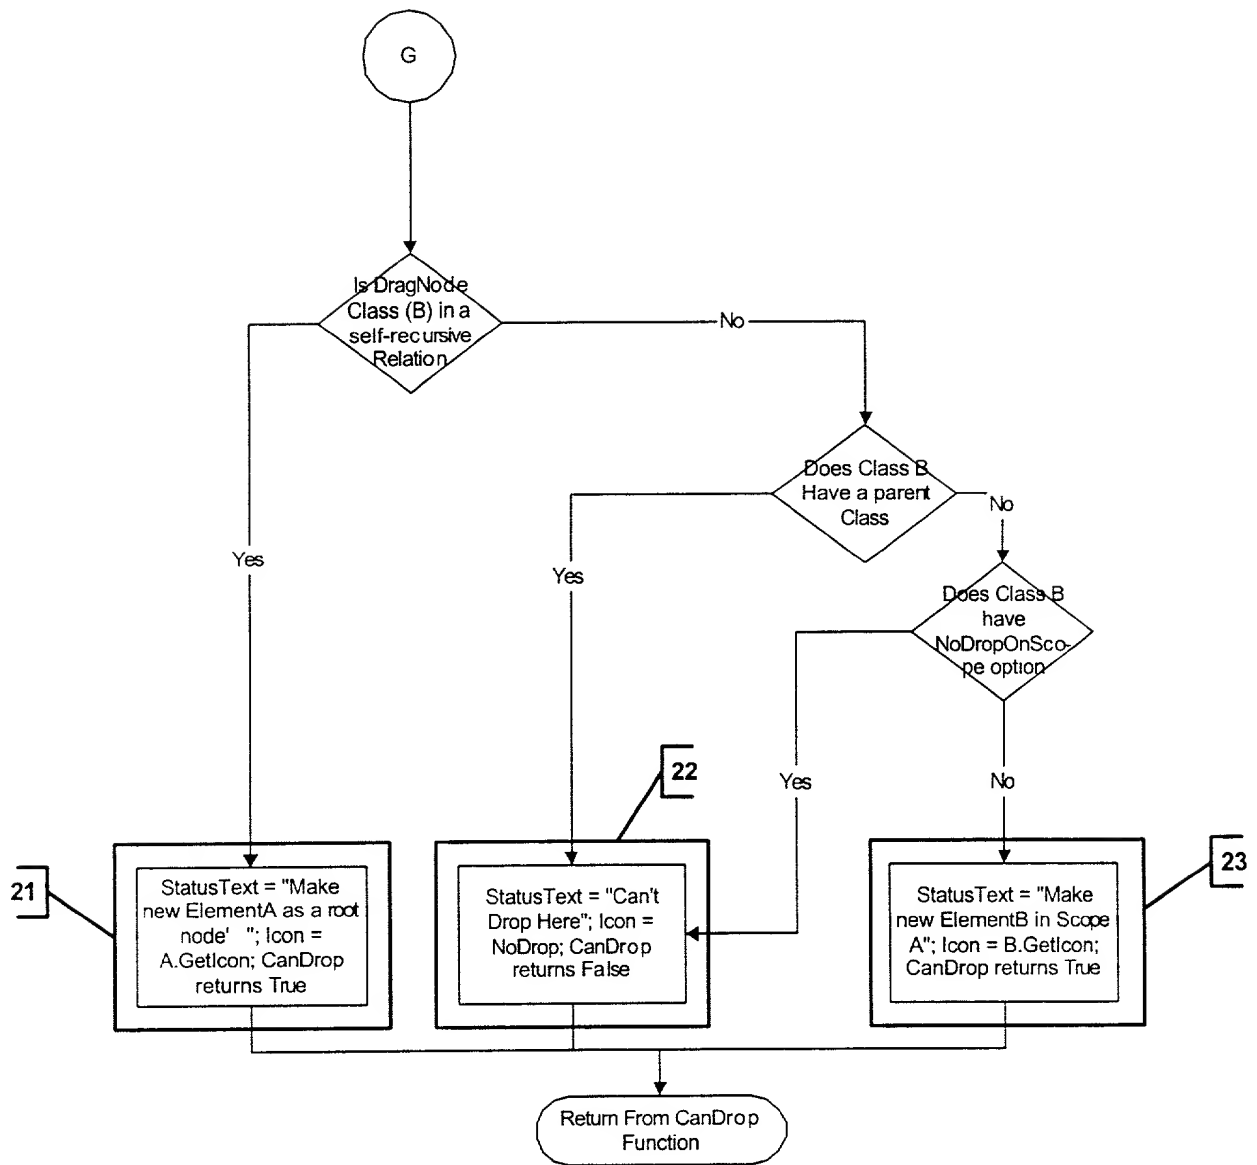 G
Is DragNode
Class (B) in a
self-recursive
Relation
No
Does Class B
Have a parent
Class
No
Yes
Yes
Does Class B
have
NoDropOnSco-
pe option
22
Yes
No
21
StatusText = "Make
new ElementA as a root
node' "; Icon =
A.GetIcon; CanDrop
returns True
StatusText = "Can't
Drop Here"; Icon =
NoDrop; CanDrop
returns False
StatusText = "Make
new ElementB in Scope
A"; Icon = B.GetIcon;
CanDrop returns True
23
Return From CanDrop
Function